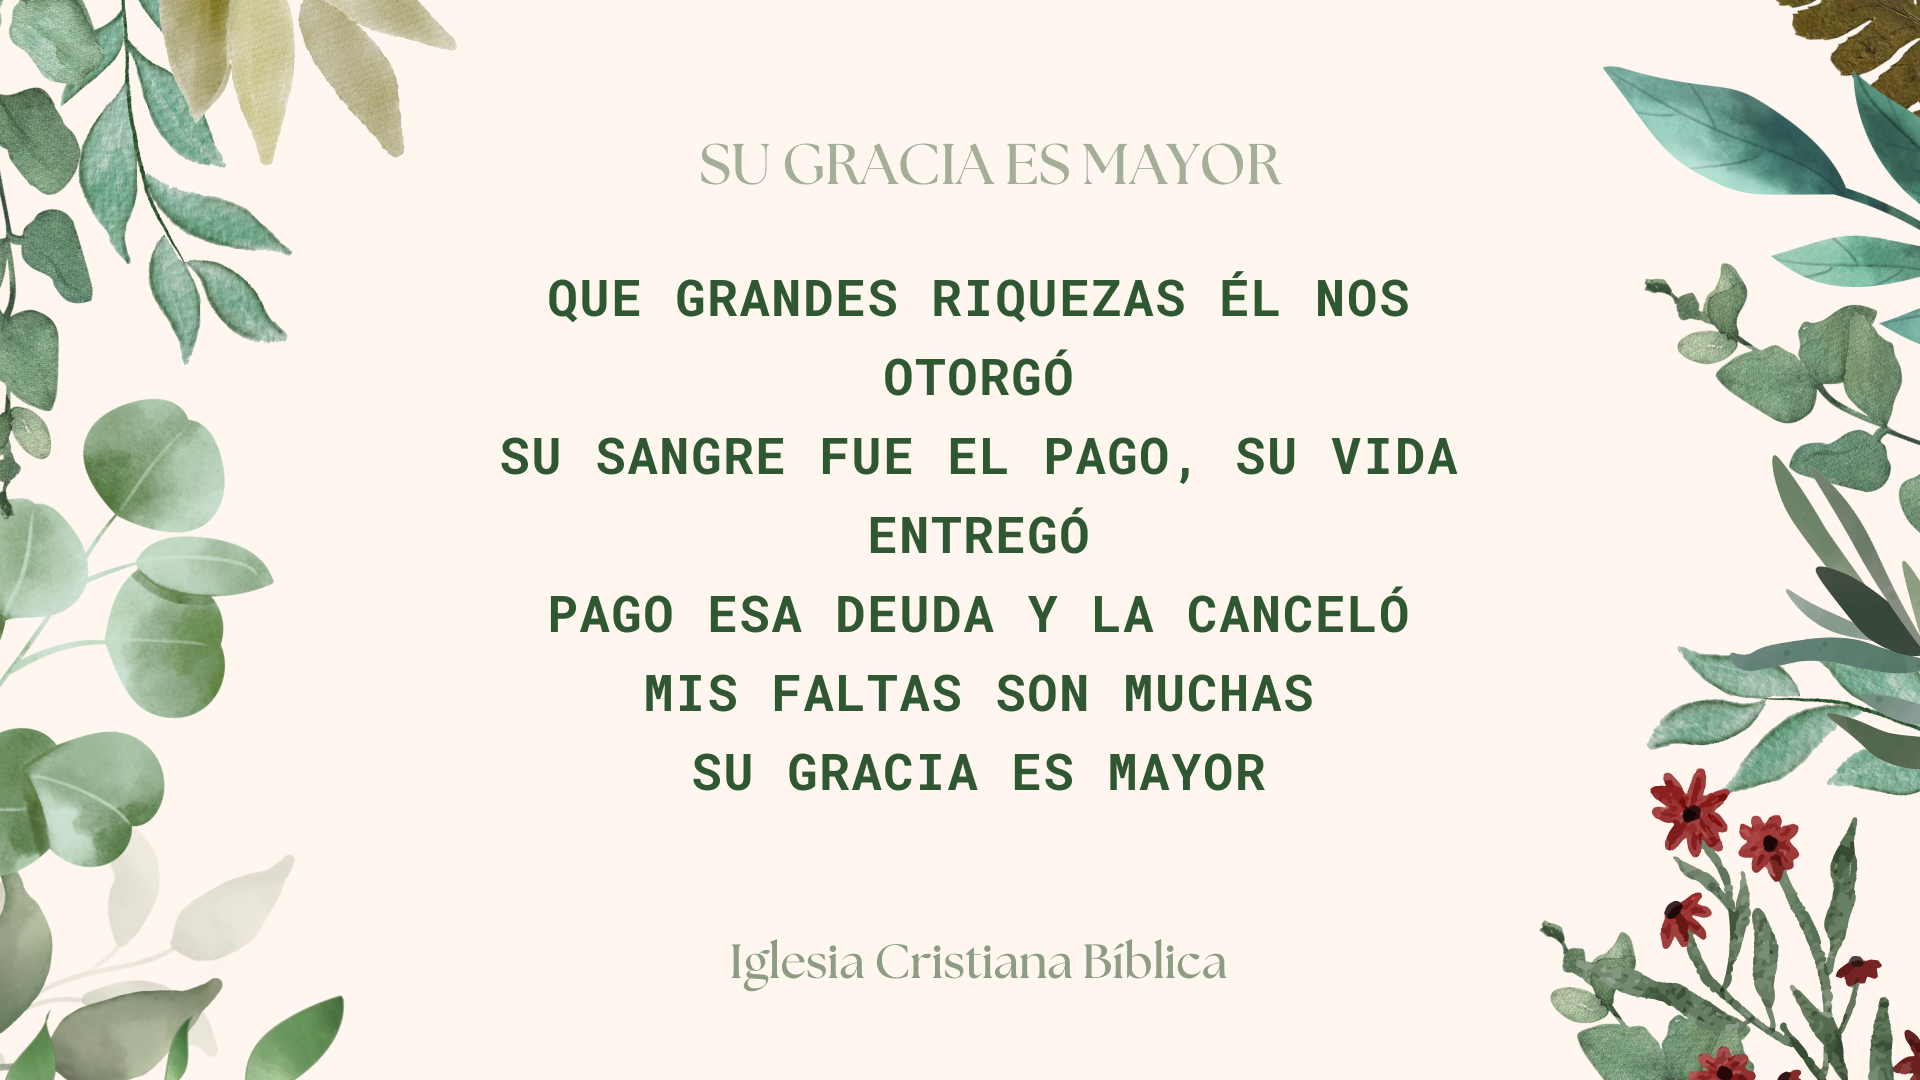 SU GRACIA ES MAYOR
QUE GRANDES RIQUEZAS ÉL NOS
OTORGÓ
SU SANGRE FUE EL PAGO, SU VIDA
ENTREGÓ
PAGO ESA DEUDA Y LA CANCELÓ
MIS FALTAS SON MUCHAS
SU GRACIA ES MAYOR
Iglesia Cristiana Bíblica